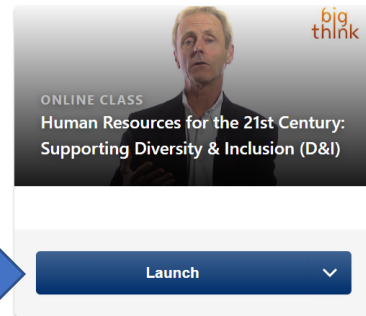 big
think
ONLINE CLASS
Human Resources for the 21st Century:
Supporting Diversity & Inclusion (D&I)
Launch